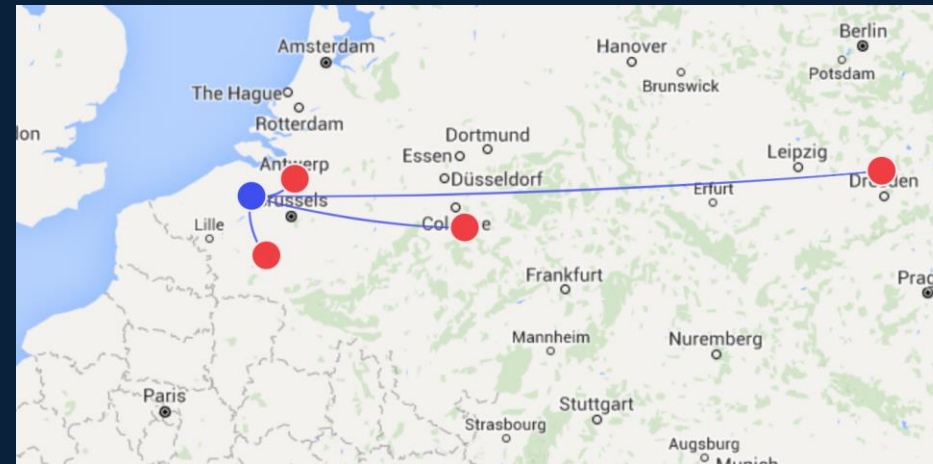 Berlin
Amsterdam
Hanover
Potsdam
Brunswick
The Hague
Rotterdam
Dortmund
Essen
Leipzig
Antwerp
Düsseldorf
Erfurt
Lille
Frankfurt
Mannheim
Nuremberg
Paris
Stuttgart
Strasbourg
Augsburg